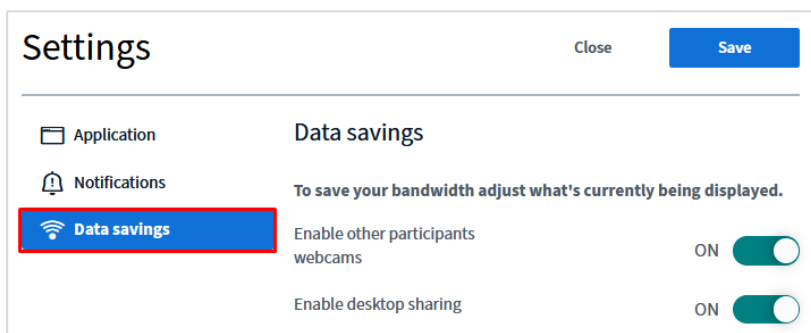 Settings
Close
Save
Application
Notifications
Data savings
Data savings
To save your bandwidth adjust what's currently being displayed.
Enable other participants
webcams
ON
Enable desktop sharing
ON